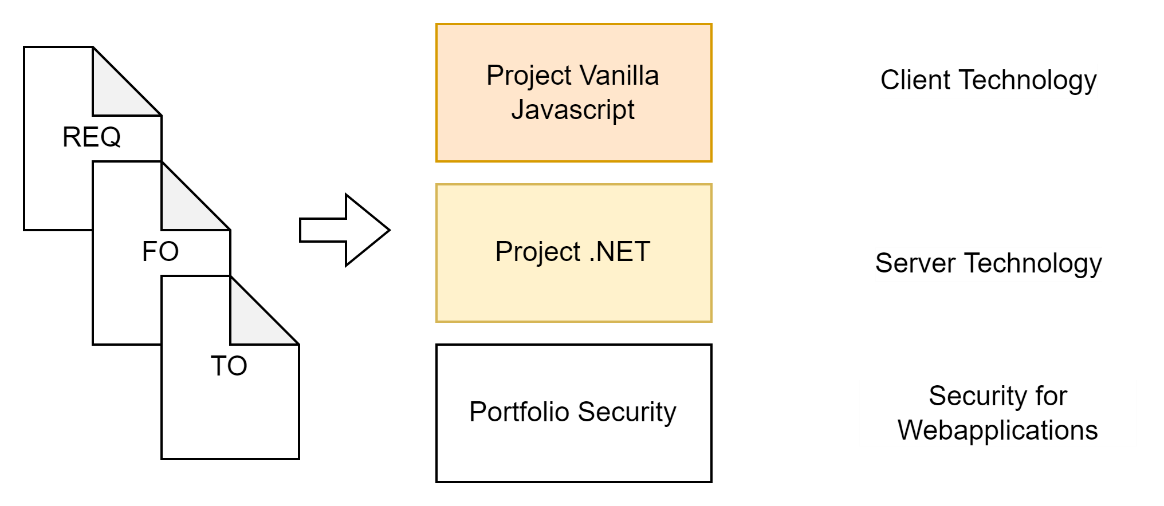 REQ
FO
TO
Project Vanilla
Javascript
Project .NET
Portfolio Security
Client Technology
Server Technology
Security for
Webapplications